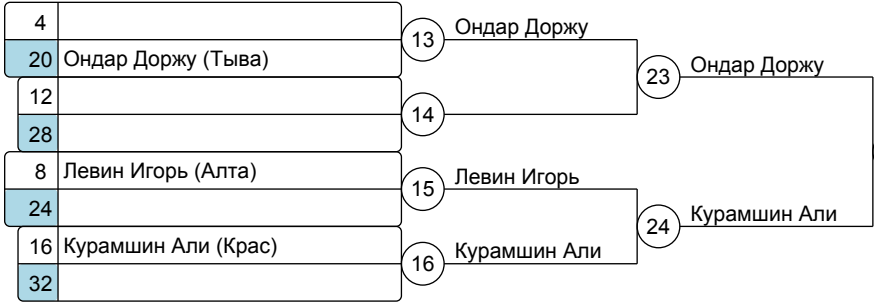 4
20 Ондар Доржу (Тыва)
12
28
8 Левин Игорь (Алта)
24
16 Курамшин Али (Крас)
32
13 Ондар Доржу
14
15 Левин Игорь
16 Курамшин Али
23 Ондар Доржу
24 Курамшин Али